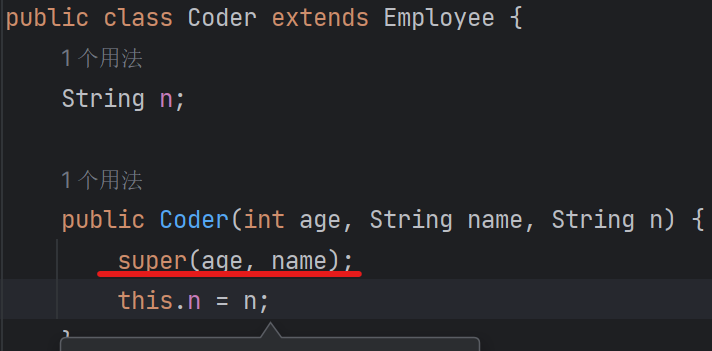 public class Coder extends Employee {
1个用法
String n;
1个用法
public Coder(int age, String name, String n) {
super(age, name);
this.n = n;
}